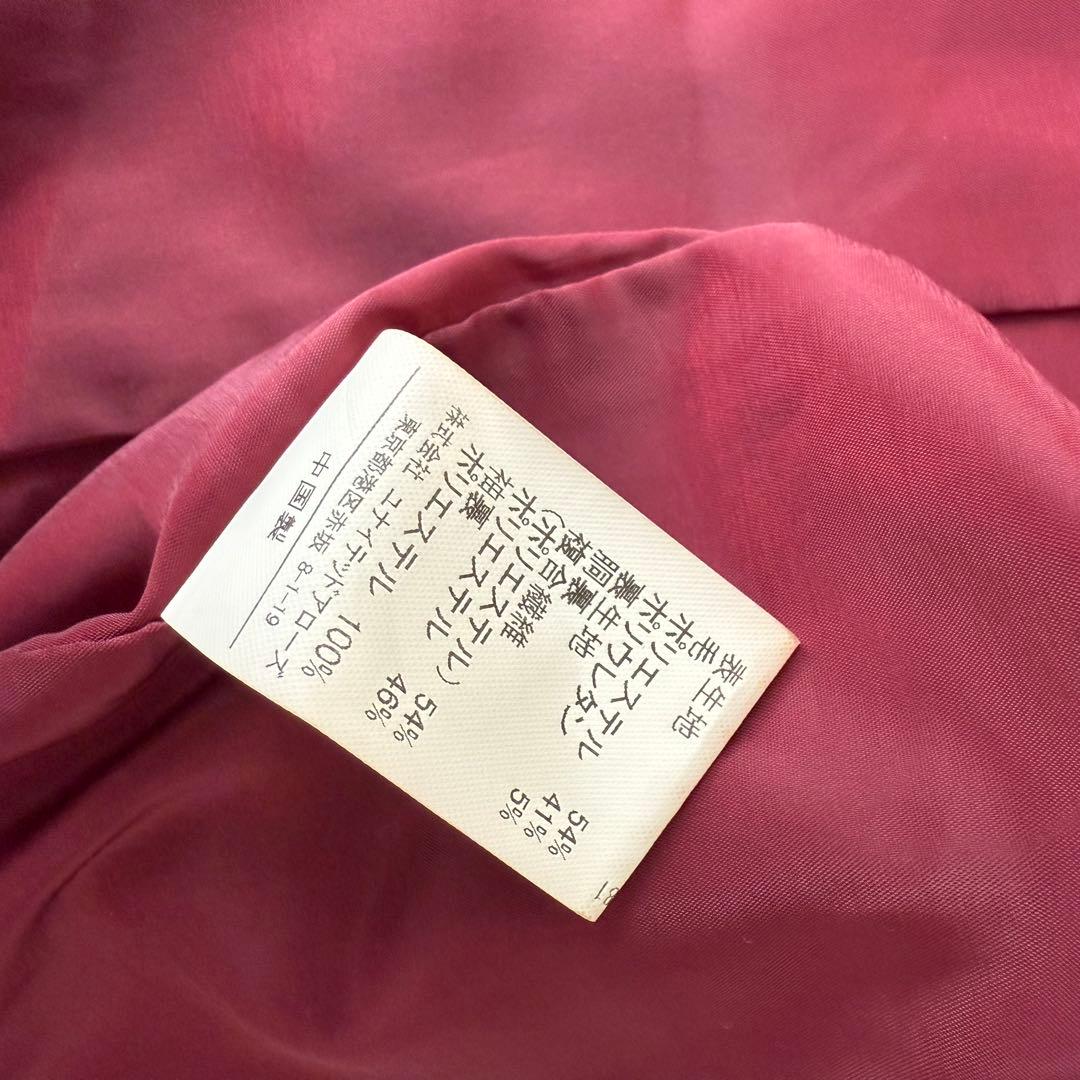 表生地
毛 54%
ポリエステル 41%
ポリウレタン 5%
裏生地
胴裏
複合繊維
(ポリエステル) 54%
ポリエステル 46%
袖裏
ポリエステル 100%
株式会社 ユナイテッドアローズ
東京都港区赤坂 8-1-19
中国製